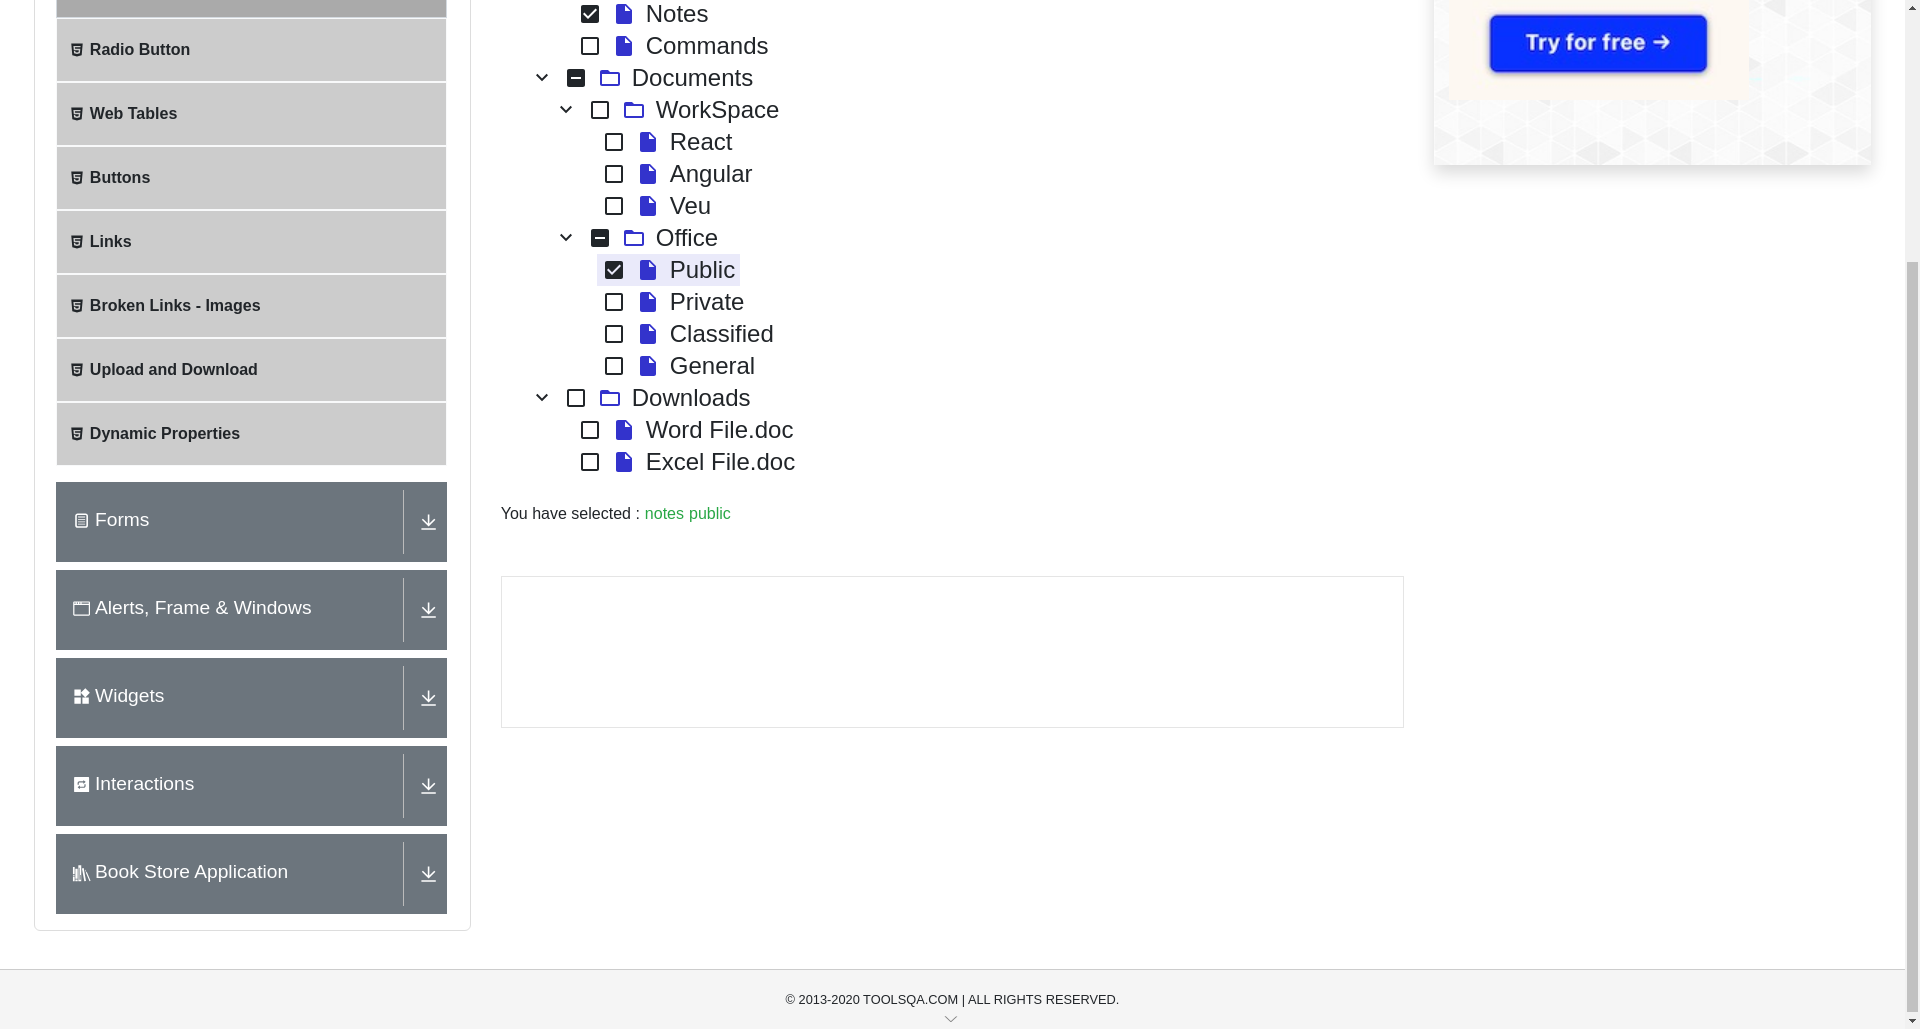 Radio Button
Web Tables
Buttons
Links
Broken Links - Images
Upload and Download
Dynamic Properties
Forms
Alerts, Frame & Windows
Widgets
Interactions
Book Store Application
Notes
Commands
Documents
WorkSpace
React
Angular
Veu
Office
Public
Private
Classified
General
Downloads
Word File.doc
Excel File.doc
You have selected : notes public
Try for free →
© 2013-2020 TOOLSQA.COM | ALL RIGHTS RESERVED.